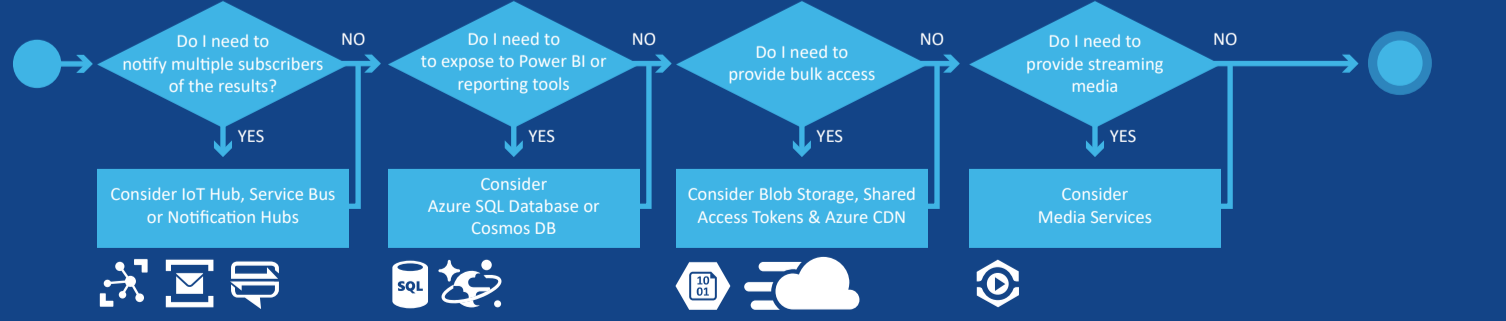 Do I need to
notify multiple subscribers
of the results?
NO
YES
Consider IoT Hub, Service Bus
or Notification Hubs
Do I need to
to expose to Power BI or
reporting tools
NO
YES
Consider
Azure SQL Database or
Cosmos DB
SQL
Do I need to
provide bulk access
NO
YES
Consider Blob Storage, Shared
Access Tokens & Azure CDN
10
01
Do I need to
provide streaming
media
NO
YES
Consider
Media Services